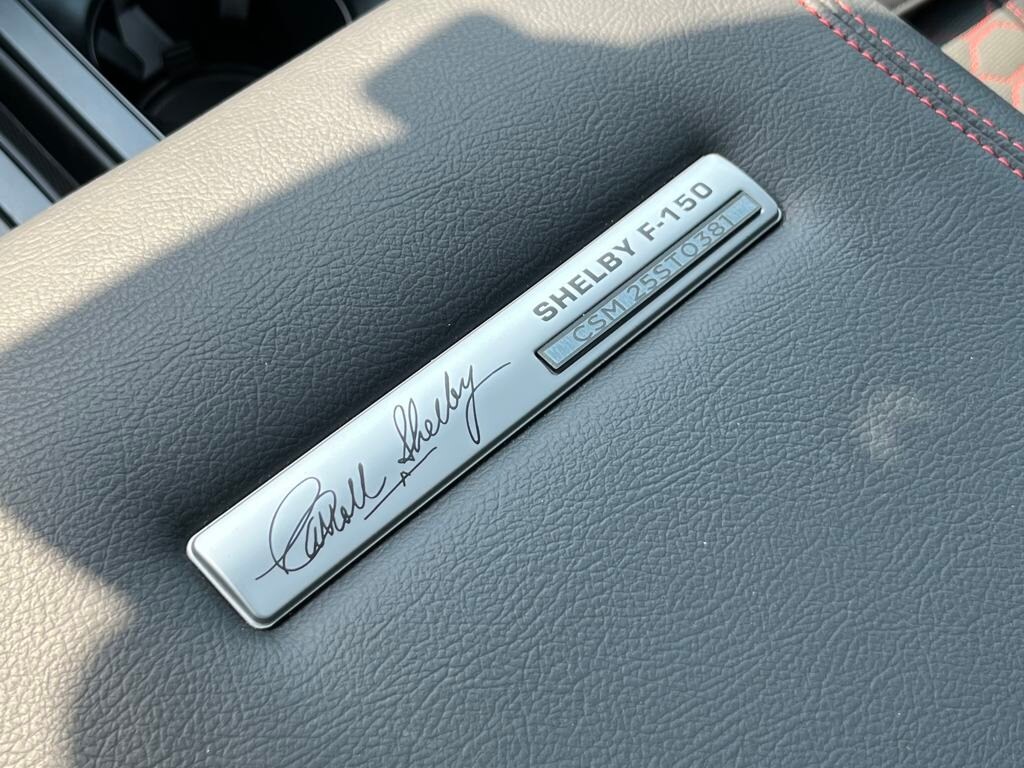 Carroll Shelby
SHELBY F-150
CSM 25ST0381